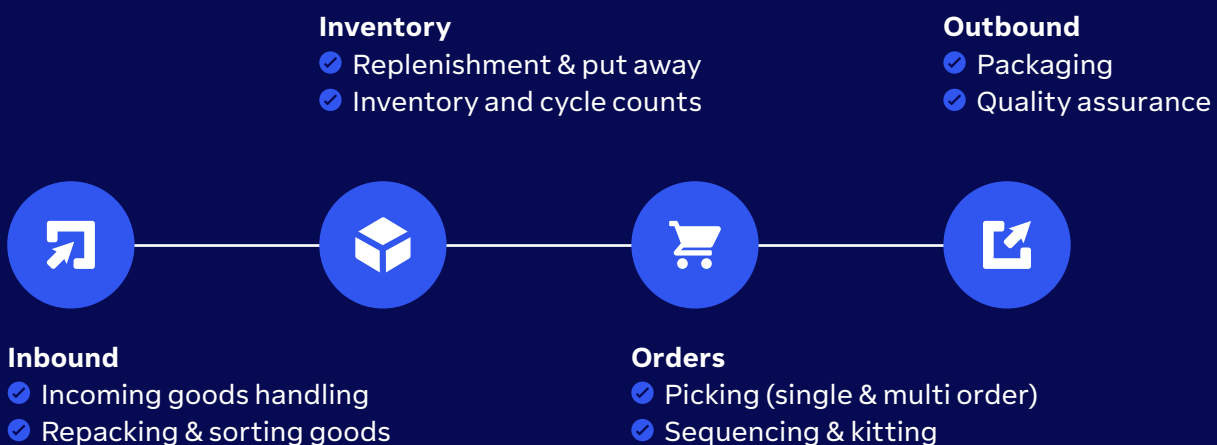 Inventory
Replenishment & put away
Inventory and cycle counts
Outbound
Packaging
Quality assurance
Inbound
Incoming goods handling
Repacking & sorting goods
Orders
Picking (single & multi order)
Sequencing & kitting